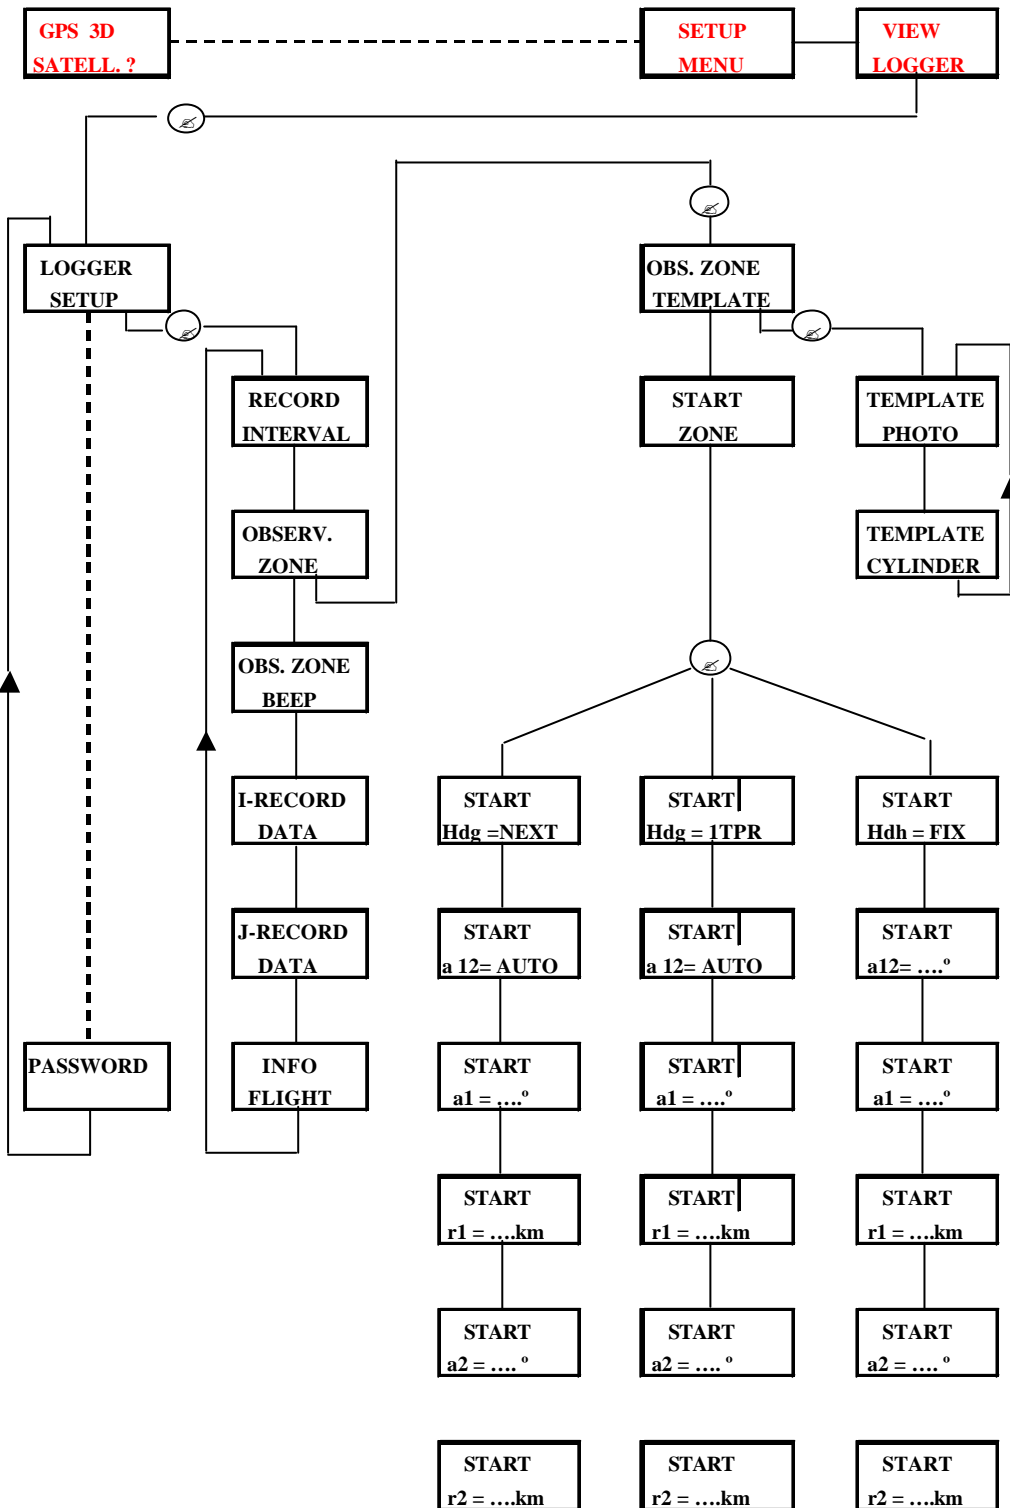 GPS 3D
SATELL. ?
SETUP
MENU
VIEW
LOGGER
LOGGER
SETUP
OBS. ZONE
TEMPLATE
RECORD
INTERVAL
START
ZONE
TEMPLATE
PHOTO
OBSERV.
ZONE
TEMPLATE
CYLINDER
OBS. ZONE
BEEP
I-RECORD
DATA
START
Hdg =NEXT
START
Hdg = 1TPR
START
Hdh = FIX
J-RECORD
DATA
START
a 12= AUTO
START
a 12= AUTO
START
a12= ….º
PASSWORD
INFO
FLIGHT
START
a1 = ….º
START
a1 = ….º
START
a1 = ….º
START
r1 = ….km
START
r1 = ….km
START
r1 = ….km
START
a2 = …. º
START
a2 = …. º
START
a2 = …. º
START
r2 = ….km
START
r2 = ….km
START
r2 = ….km